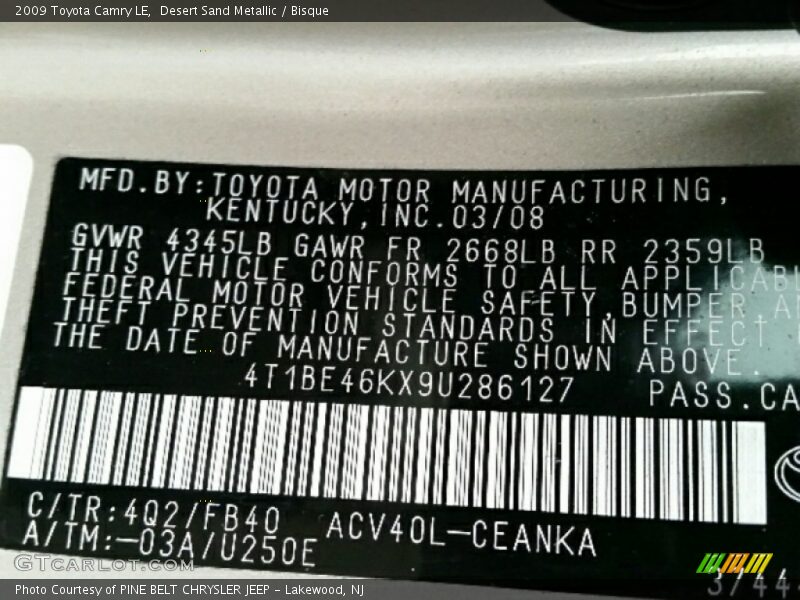 2009 Toyota Camry LE, Desert Sand Metallic / Bisque
MFD.BY:TOYOTA MOTOR MANUFACTURING,
KENTUCKY,INC.03/08
GVWR 4345LB GAWR FR 2668LB RR 2359LB
THIS VEHICLE CONFORMS TO ALL APPLICABL
FEDERAL MOTOR VEHICLE SAFETY,BUMPER,A
THEFT PREVENTION STANDARDS IN EFFECT
THE DATE OF MANUFACTURE SHOWN ABOVE.
4T1BE46KX9U286127 PASS.CA
C/TR:4Q2/FB40 ACV40L-CEANKA
A/TM:-03A/U250E
GTCARLOT.COM
3744
Photo Courtesy of PINE BELT CHRYSLER JEEP - Lakewood, NJ